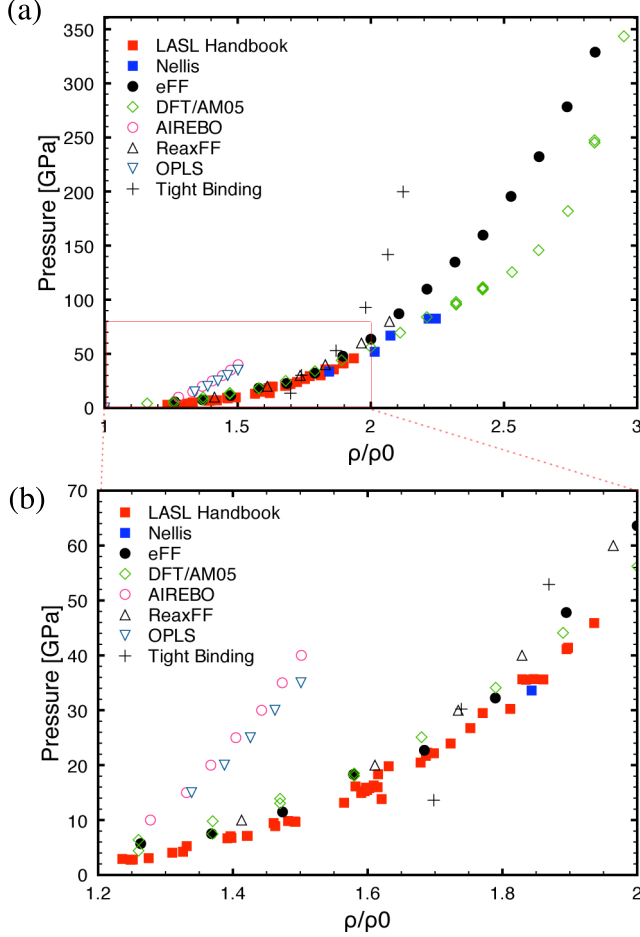 (a)
350
300
250
200
150
100
50
0
Pressure [GPa]
LASL Handbook
Nellis
eFF
DFT/AM05
AIREBO
ReaxFF
OPLS
Tight Binding
1
1.5
2
2.5
3
ρ/ρ0
(b)
70
60
50
40
30
20
10
0
Pressure [GPa]
LASL Handbook
Nellis
eFF
DFT/AM05
AIREBO
ReaxFF
OPLS
Tight Binding
1.2
1.4
1.6
1.8
2
ρ/ρ0